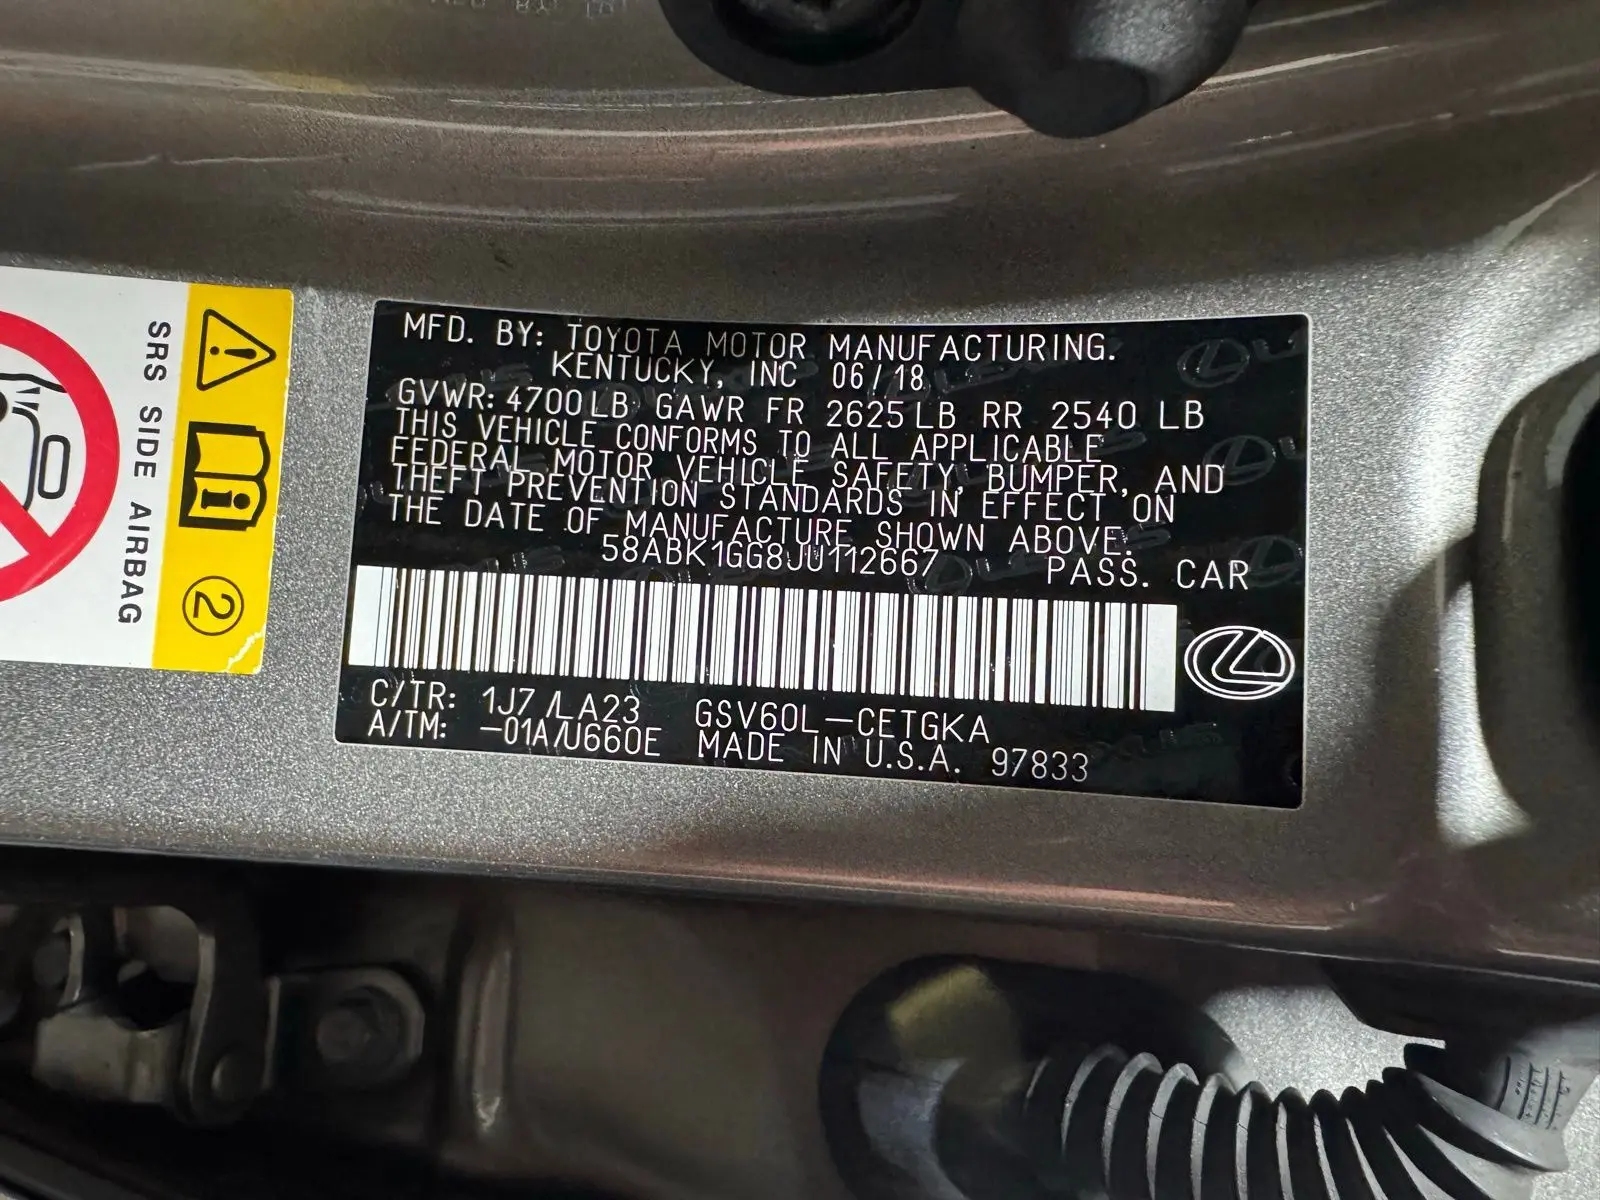 SRS SIDE AIRBAG
2
MFD. BY: TOYOTA MOTOR MANUFACTURING.
KENTUCKY, INC 06/18
GVWR: 4700LB GAWR FR 2625LB RR 2540 LB
THIS VEHICLE CONFORMS TO ALL APPLICABLE
FEDERAL MOTOR VEHICLE SAFETY, BUMPER, AND
THEFT PREVENTION STANDARDS IN EFFECT ON
THE DATE OF MANUFACTURE SHOWN ABOVE.
58ABK1GG8JU112667 PASS. CAR
C/TR: 1J7/LA23 GSV60L-CETGKA
A/TM: -01A/U660E MADE IN U.S.A. 97833